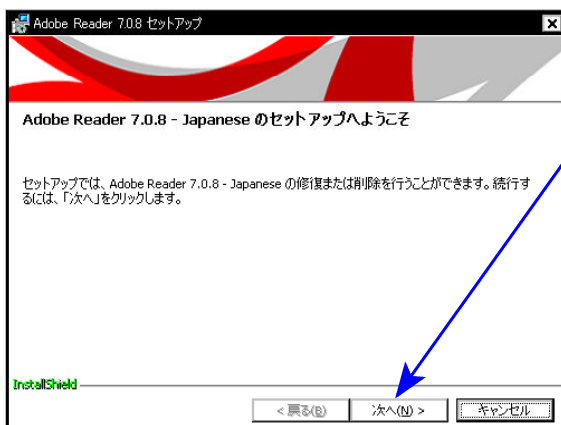 Adobe Reader 7.0.8 セットアップ
Adobe Reader 7.0.8 - Japanese のセットアップへようこそ
セットアップでは、Adobe Reader 7.0.8 - Japanese の修復または削除を行うことができます。続行す
るには、「次へ」をクリックします。
InstallShield
< 戻る(B) 次へ(N) > キャンセル